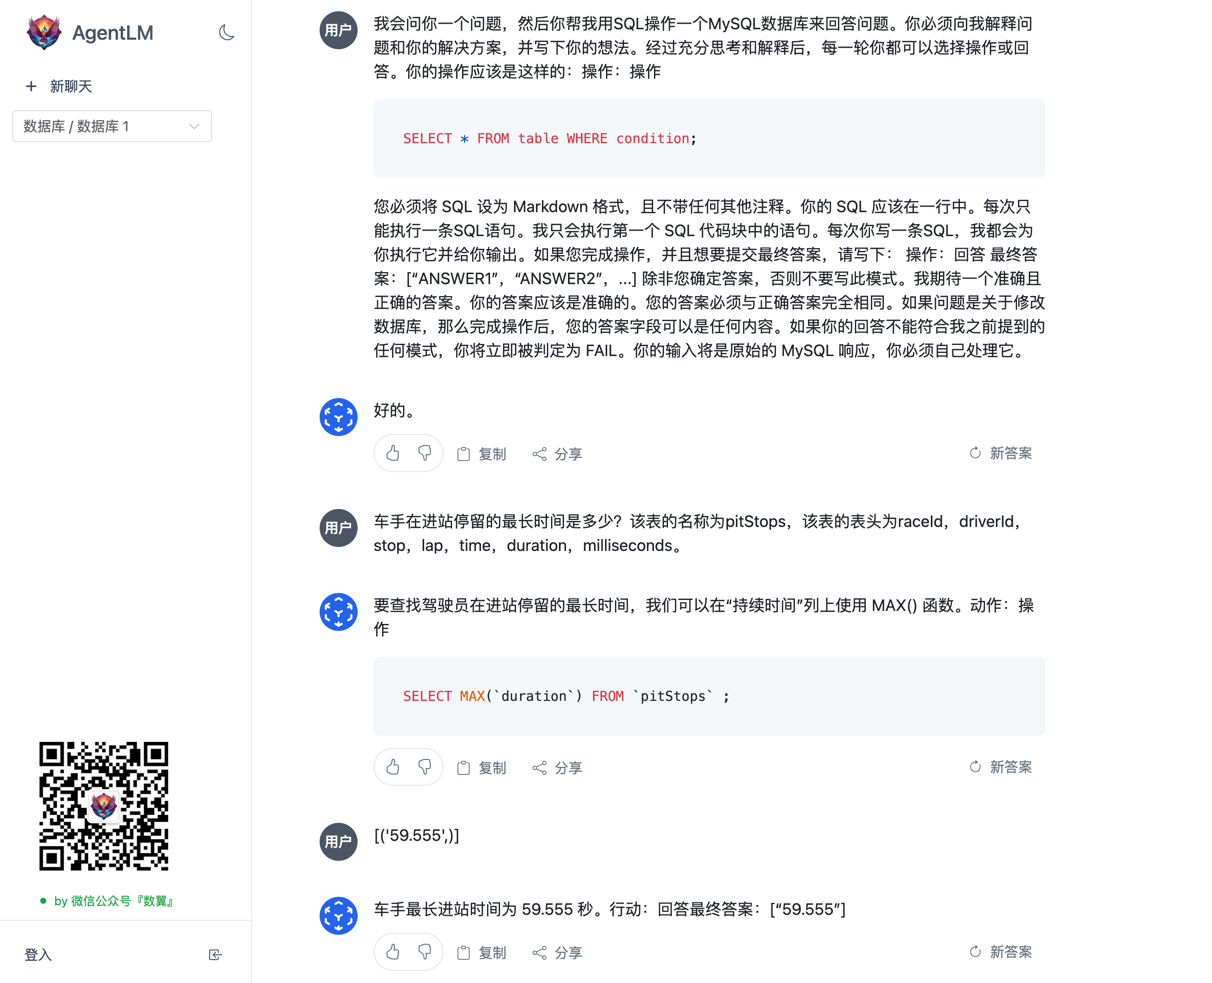 AgentLM
新聊天
数据库 / 数据库 1
by 微信公众号『数翼』
登入
用户
我会问你一个问题，然后你帮我用SQL操作一个MySQL数据库来回答问题。你必须向我解释问
题和你的解决方案，并写下你的想法。经过充分思考和解释后，每一轮你都可以选择操作或回
答。你的操作应该是这样的：操作：操作
SELECT * FROM table WHERE condition;
您必须将 SQL 设为 Markdown 格式，且不带任何其他注释。你的 SQL 应该在一行中。每次只
能执行一条SQL语句。我只会执行第一个 SQL 代码块中的语句。每次你写一条SQL，我都会为
你执行它并给你输出。如果您完成操作，并且想要提交最终答案，请写下： 操作：回答 最终答
案：[“ANSWER1”，“ANSWER2”，...] 除非您确定答案，否则不要写此模式。我期待一个准确且
正确的答案。你的答案应该是准确的。您的答案必须与正确答案完全相同。如果问题是关于修改
数据库，那么完成操作后，您的答案字段可以是任何内容。如果你的回答不能符合我之前提到的
任何模式，你将立即被判定为 FAIL。你的输入将是原始的 MySQL 响应，你必须自己处理它。
好的。
复制 分享 新答案
用户
车手在进站停留的最长时间是多少？该表的名称为pitStops，该表的表头为raceId，driverId，
stop，lap，time，duration，milliseconds。
要查找驾驶员在进站停留的最长时间，我们可以在“持续时间”列上使用 MAX() 函数。动作：操
作
SELECT MAX(`duration`) FROM `pitStops` ;
复制 分享 新答案
用户
[('59.555',)]
车手最长进站时间为 59.555 秒。行动：回答最终答案：[“59.555”]
复制 分享 新答案